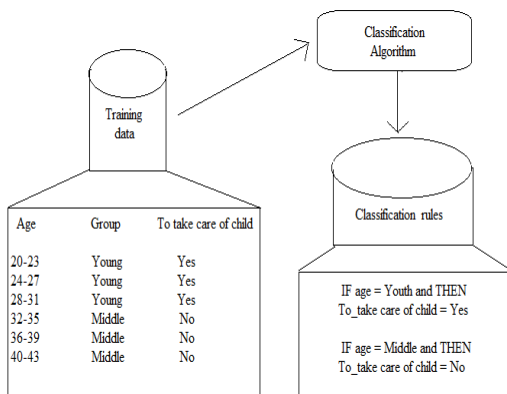 Classification
Algorithm
Training
data
Age Group To take care of child
20-23 Young Yes
24-27 Young Yes
28-31 Young Yes
32-35 Middle No
36-39 Middle No
40-43 Middle No
Classification rules
IF age = Youth and THEN
To_take care of child = Yes
IF age = Middle and THEN
To_take care of child = No